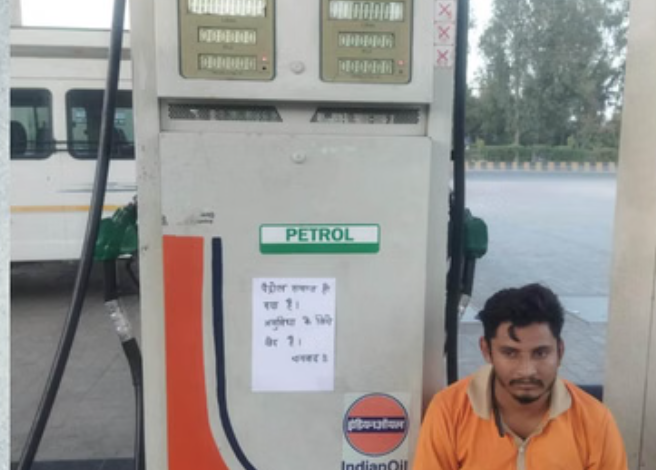 PETROL
पेट्रोल समाप्त हो
गया है।
असुविधा के लिये
खेद है।
धन्यवाद
इंडियनऑयल
IndianOil